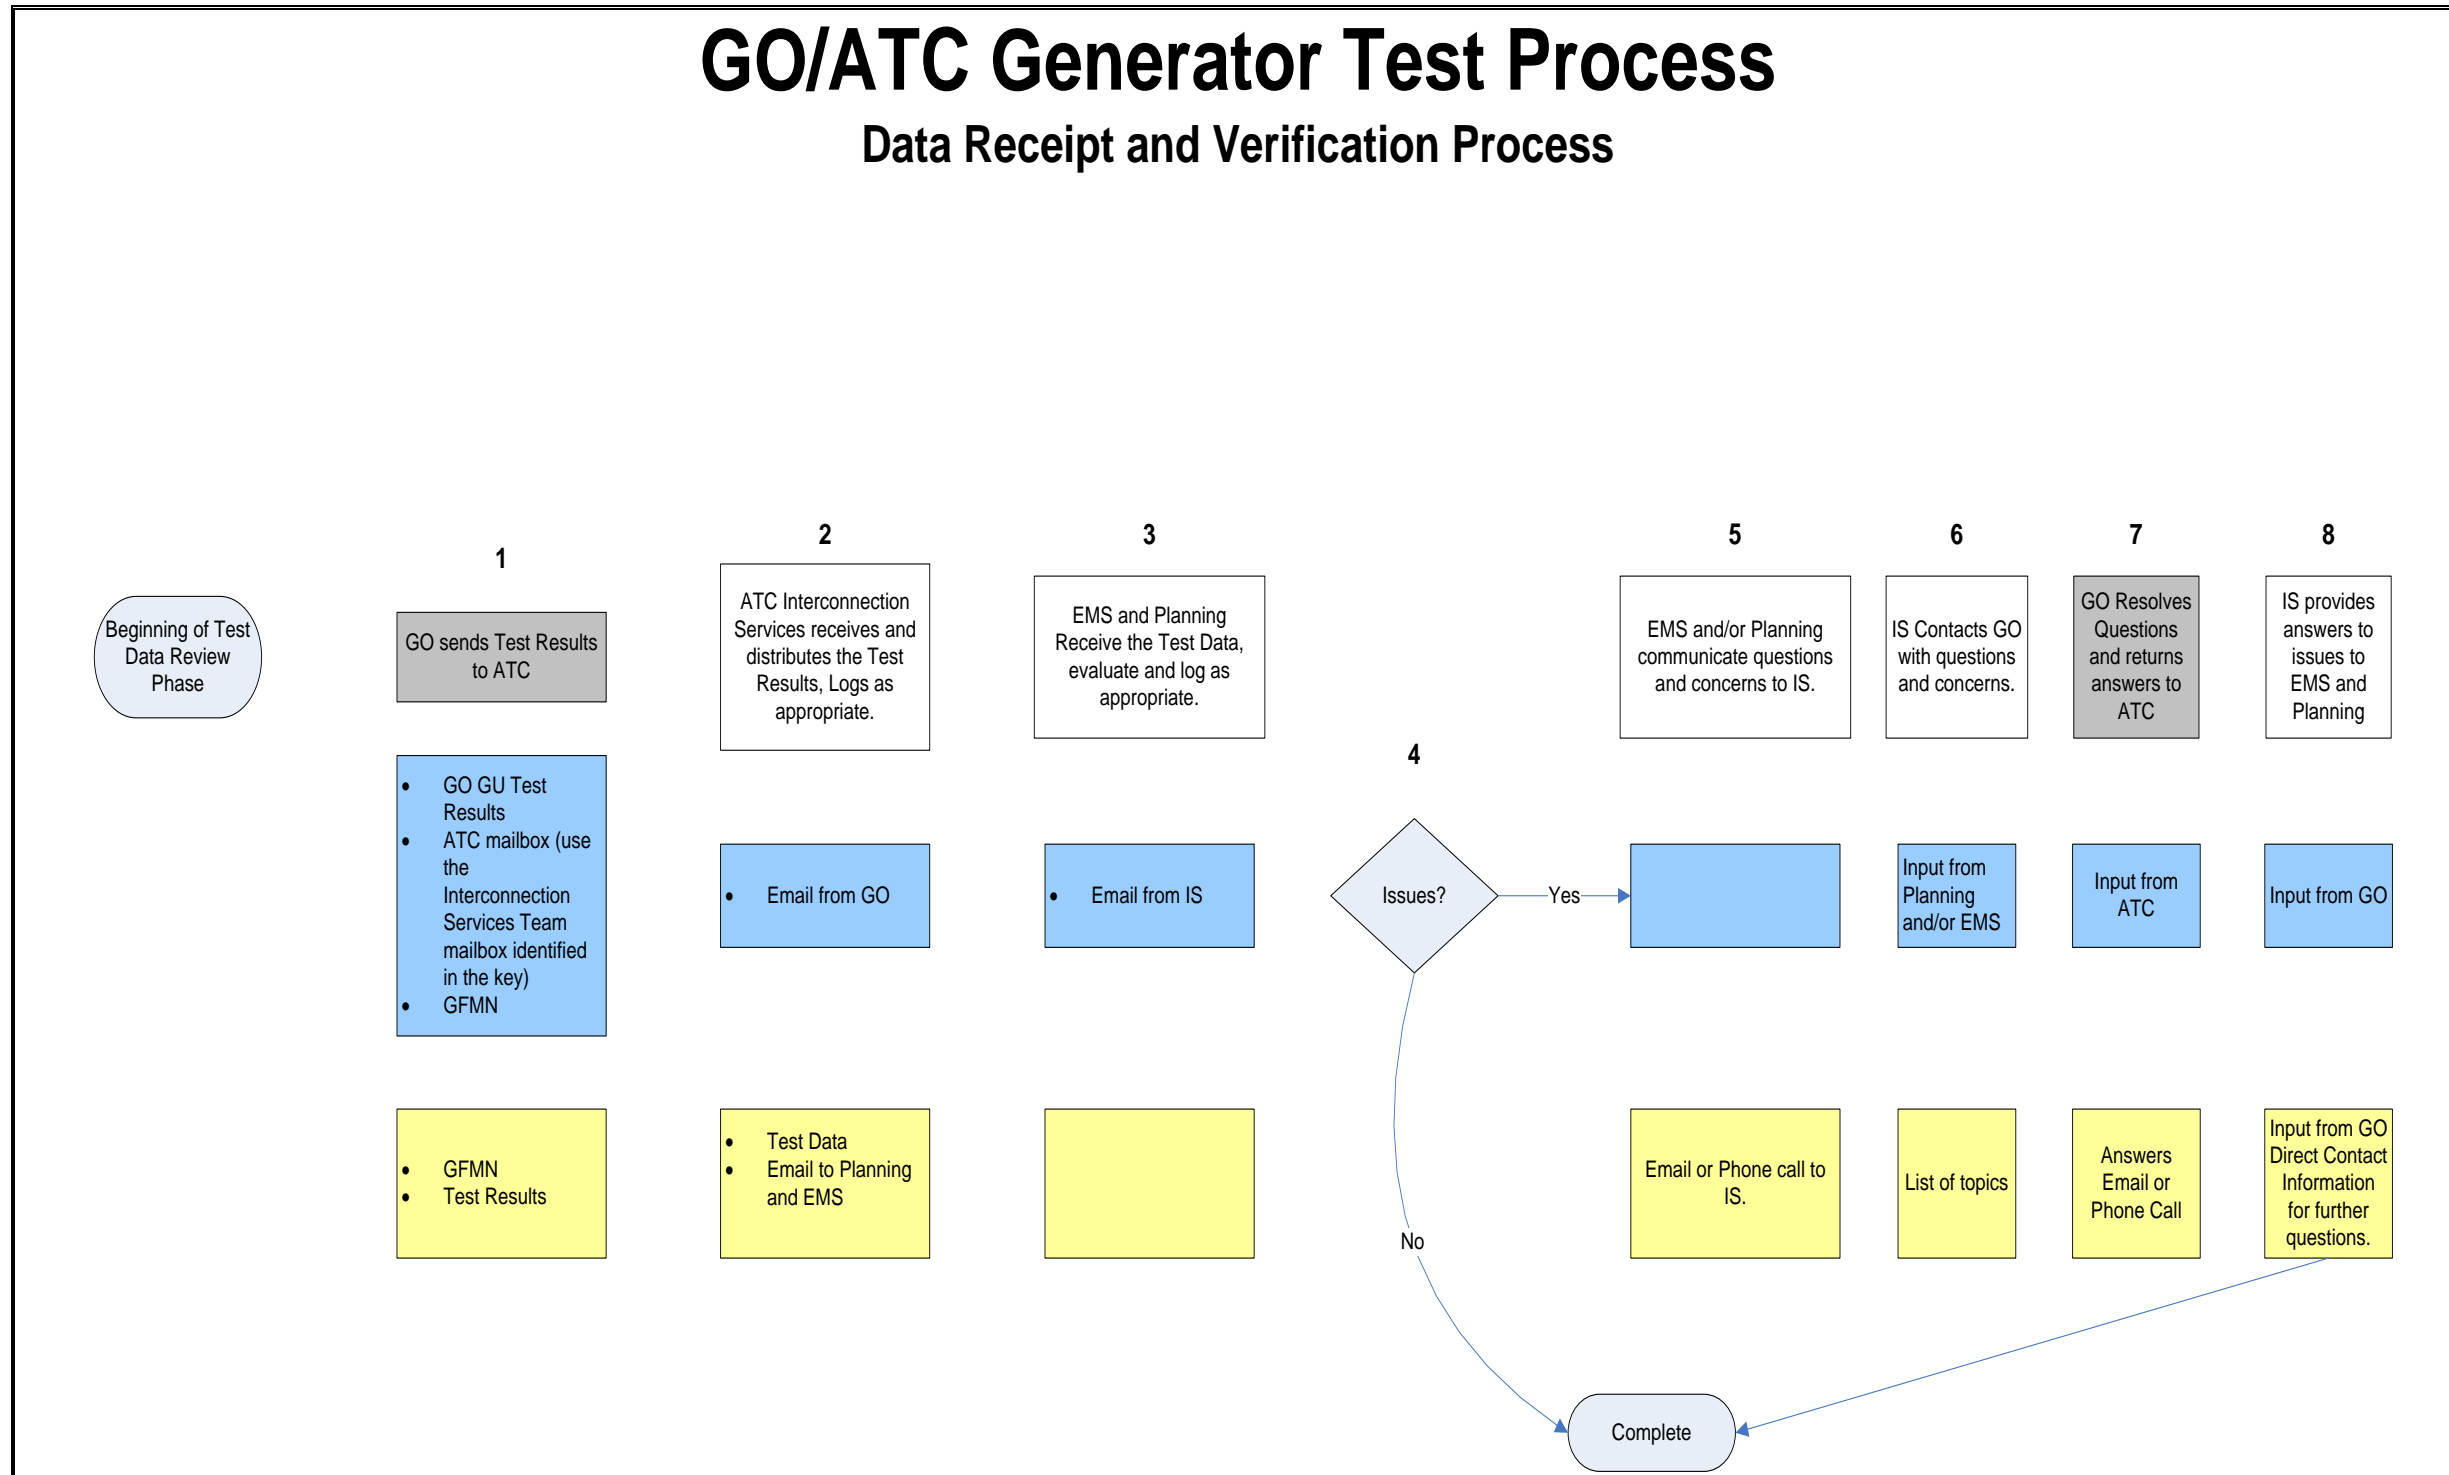 GO/ATC Generator Test Process
Data Receipt and Verification Process
Beginning of Test
Data Review
Phase
1
GO sends Test Results
to ATC
GO GU Test
Results
ATC mailbox (use
the
Interconnection
Services Team
mailbox identified
in the key)
GFMN
GFMN
Test Results
2
ATC Interconnection
Services receives and
distributes the Test
Results, Logs as
appropriate.
Email from GO
Test Data
Email to Planning
and EMS
3
EMS and Planning
Receive the Test Data,
evaluate and log as
appropriate.
Email from IS
4
Issues?
Yes
No
5
EMS and/or Planning
communicate questions
and concerns to IS.
Email or Phone call to
IS.
6
IS Contacts GO
with questions
and concerns.
Input from
Planning
and/or EMS
List of topics
7
GO Resolves
Questions
and returns
answers to
ATC
Input from
ATC
Answers
Email or
Phone Call
8
IS provides
answers to
issues to
EMS and
Planning
Input from GO
Input from GO
Direct Contact
Information
for further
questions.
Complete